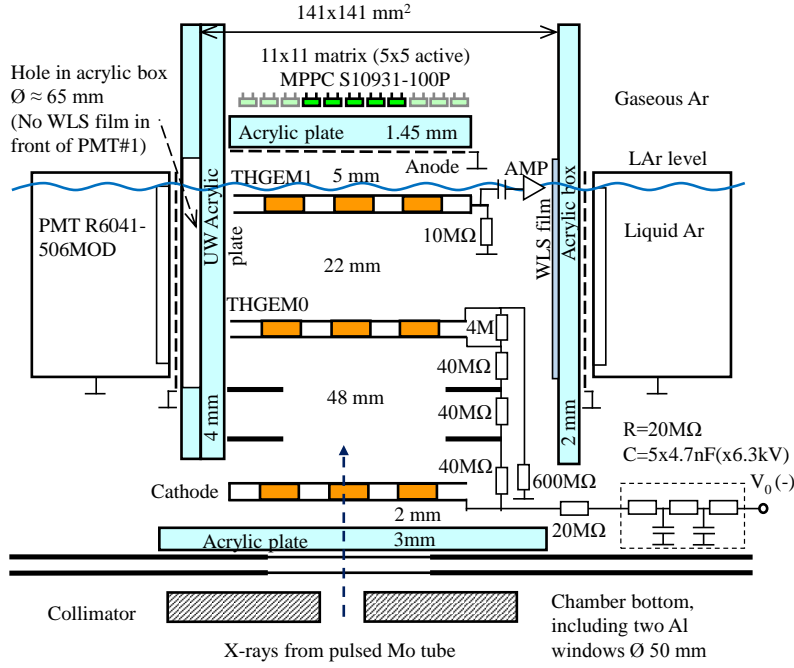 141x141 mm²
11x11 matrix (5x5 active)
MPPC S10931-100P
Hole in acrylic box
Ø ≈ 65 mm
(No WLS film in
front of PMT#1)
Gaseous Ar
Acrylic plate 1.45 mm
Anode
AMP
LAr level
THGEM1
5 mm
PMT R6041-
506MOD
UW Acrylic
plate
10MΩ
WLS film
Acrylic box
Liquid Ar
22 mm
THGEM0
4M
40MΩ
48 mm
40MΩ
4 mm
2 mm
R=20MΩ
C=5x4.7nF(x6.3kV)
40MΩ
600MΩ
V₀(-)
Cathode
2 mm
20MΩ
Acrylic plate 3mm
Collimator
Chamber bottom,
including two Al
windows Ø 50 mm
X-rays from pulsed Mo tube